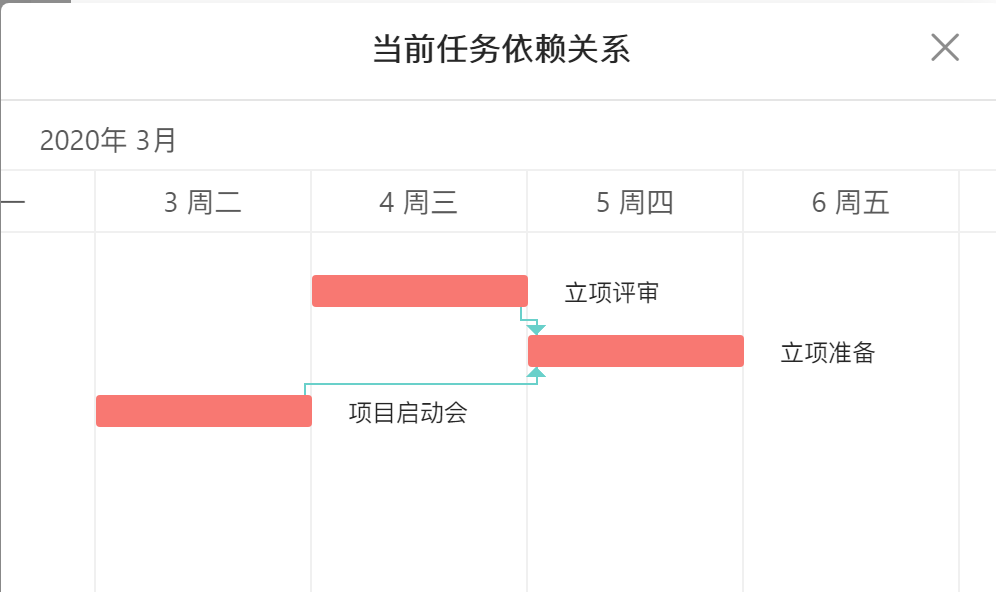 当前任务依赖关系
2020年 3月
一 3 周二 4 周三 5 周四 6 周五
立项评审
立项准备
项目启动会